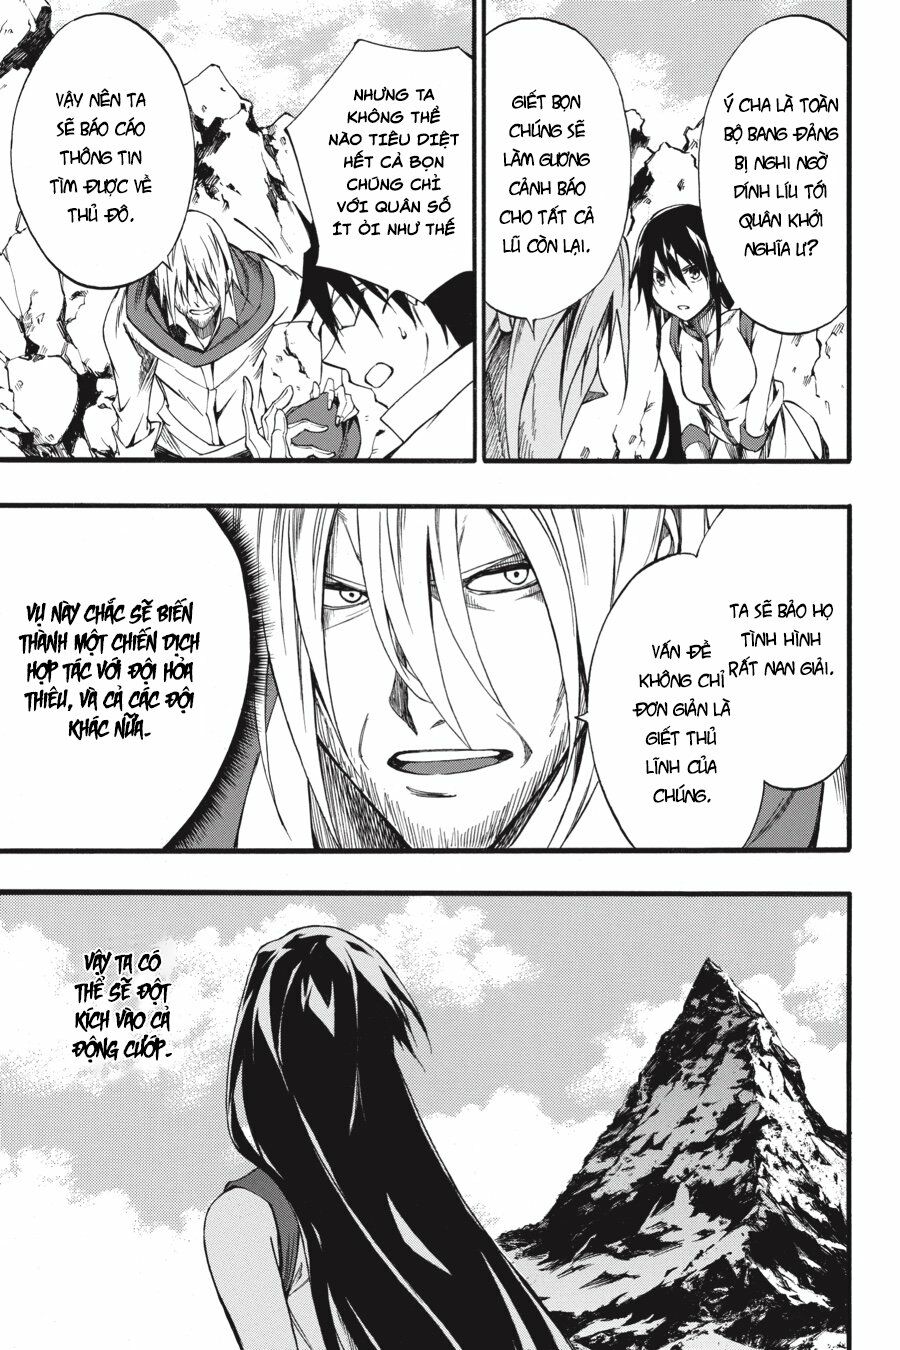 Ý CHA LÀ TOÀN
BỘ BANG ĐẢNG
BỊ NGHI NGỜ
DÍNH LÍU TỚI
QUÂN KHỞI
NGHĨA Ư?
GIẾT BỌN
CHÚNG SẼ
LÀM GƯƠNG
CẢNH BÁO
CHO TẤT CẢ
LŨ CÒN LẠI.
NHƯNG TA
KHÔNG THỂ
NÀO TIÊU DIỆT
HẾT CẢ BỌN
CHÚNG CHỈ
VỚI QUÂN SỐ
ÍT ỎI NHƯ THẾ
VẬY NÊN TA
SẼ BÁO CÁO
THÔNG TIN
TÌM ĐƯỢC VỀ
THỦ ĐÔ.
TA SẼ BẢO HỌ
TÌNH HÌNH
RẤT NAN GIẢI.
VẤN ĐỀ
KHÔNG CHỈ
ĐƠN GIẢN LÀ
GIẾT THỦ
LĨNH CỦA
CHÚNG.
VỤ NÀY CHẮC SẼ BIẾN
THÀNH MỘT CHIẾN DỊCH
HỢP TÁC VỚI ĐỘI HỎA
THIÊU, VÀ CẢ CÁC ĐỘI
KHÁC NỮA..
VẬY TA CÓ
THỂ SẼ ĐỘT
KÍCH VÀO CẢ
ĐỘNG CƯỚP..